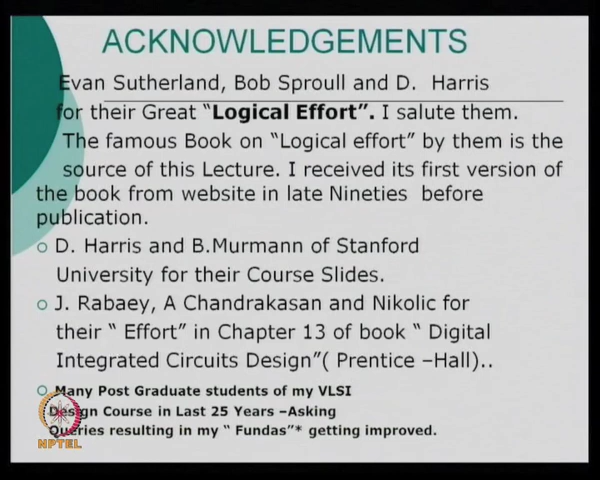 ACKNOWLEDGEMENTS
Evan Sutherland, Bob Sproull and D. Harris
for their Great "Logical Effort". I salute them.
The famous Book on "Logical effort" by them is the
source of this Lecture. I received its first version of
the book from website in late Nineties before
publication.
D. Harris and B.Murmann of Stanford
University for their Course Slides.
J. Rabaey, A Chandrakasan and Nikolic for
their " Effort" in Chapter 13 of book " Digital
Integrated Circuits Design"( Prentice –Hall)..
Many Post Graduate students of my VLSI
Design Course in Last 25 Years –Asking
Queries resulting in my " Fundas"* getting improved.
NPTEL